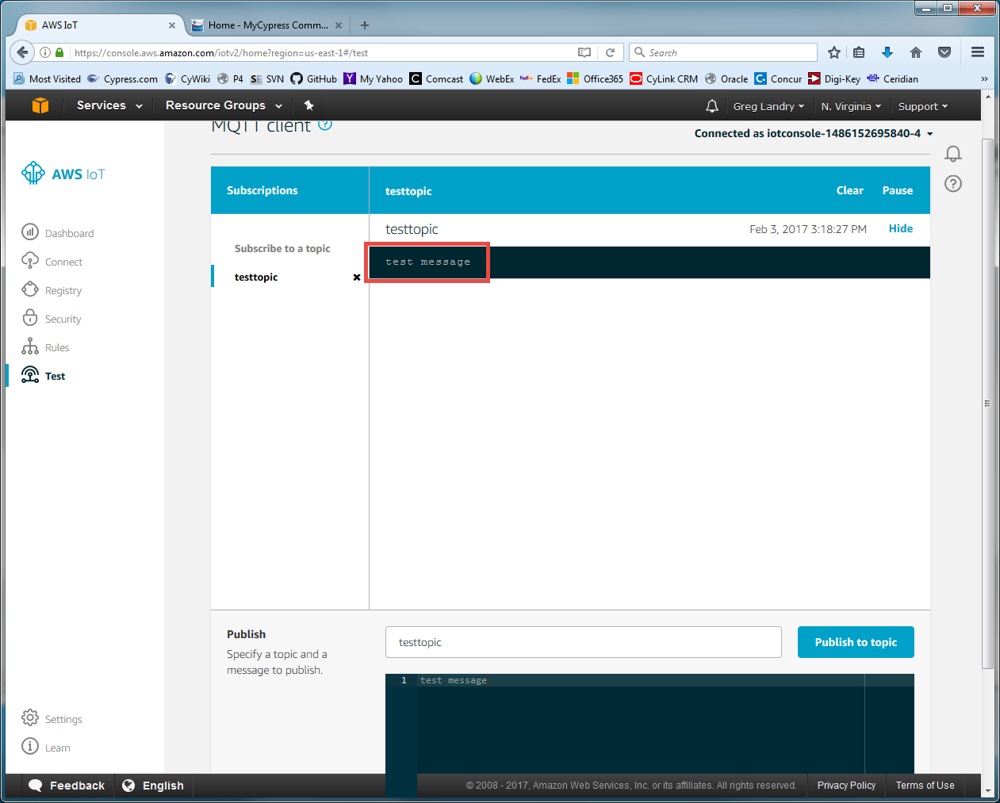 AWS IoT
Home - MyCypress Comm...
https://console.aws.amazon.com/iotv2/home?region=us-east-1#/test
Search
Most Visited Cypress.com CyWiki P4 SE SVN GitHub Y My Yahoo C Comcast WebEx FedEx FedEx Office365 CyLink CRM Oracle C. Concur Digi-Key Ceridian »
Services Resource Groups Greg Landry N. Virginia Support
MQTT client ?
Connected as iotconsole-1486152695840-4
AWS IoT
Dashboard
Connect
Registry
Security
Rules
Test
Settings
Learn
Subscriptions
testtopic
Clear Pause
Subscribe to a topic
testtopic
testtopic
Feb 3, 2017 3:18:27 PM Hide
test message
Publish
Specify a topic and a
message to publish.
testtopic
Publish to topic
1 test message
Feedback English © 2008 - 2017, Amazon Web Services, Inc. or its affiliates. All rights reserved. Privacy Policy Terms of Use